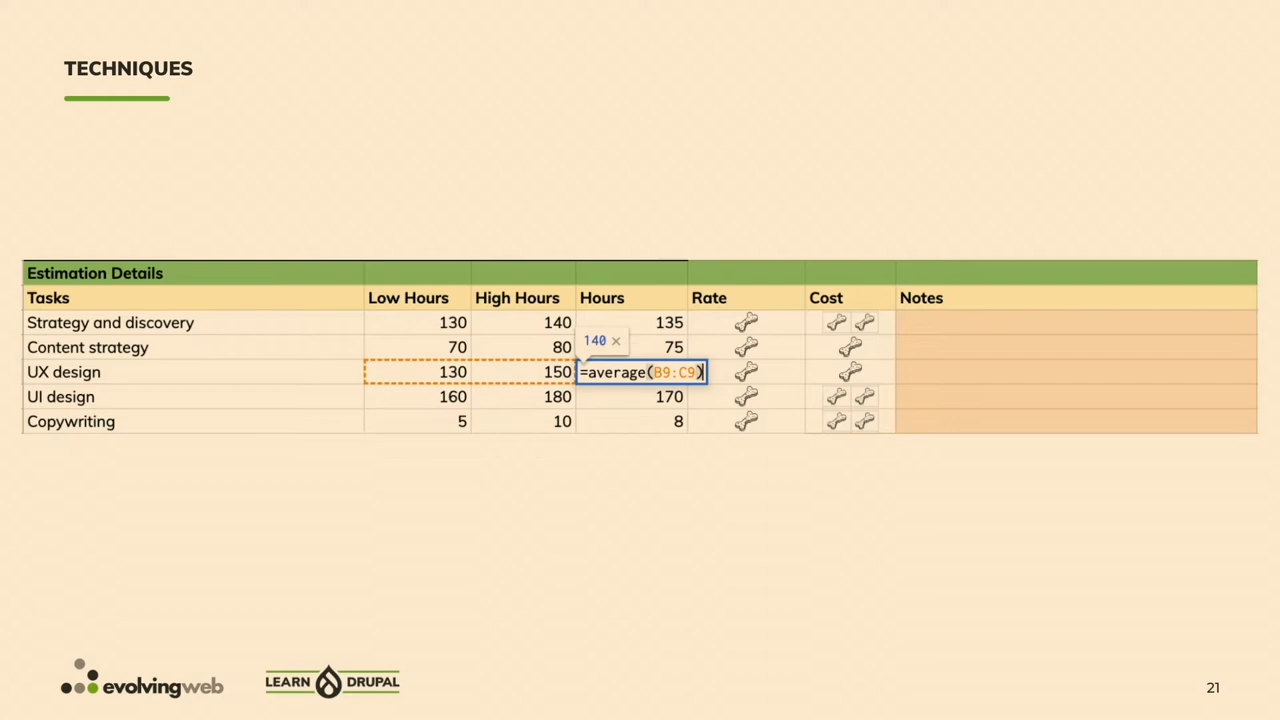 TECHNIQUES
Estimation Details
Tasks Low Hours High Hours Hours Rate Cost Notes
Strategy and discovery 130 140 135
140 ×
Content strategy 70 80 75
UX design 130 150 =average(B9:C9)
UI design 160 180 170
Copywriting 5 10 8
evolvingweb LEARN DRUPAL 21